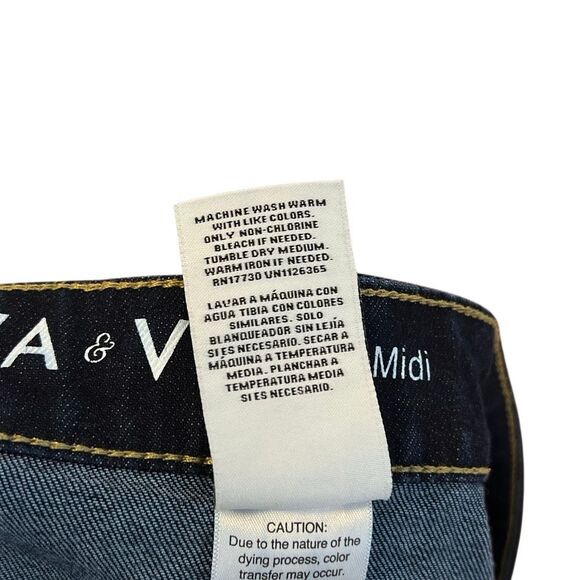 MACHINE WASH WARM
WITH LIKE COLORS.
ONLY NON-CHLORINE
BLEACH IF NEEDED.
TUMBLE DRY MEDIUM.
WARM IRON IF NEEDED.
RN17730 UN1126365
LAVAR A MÁQUINA CON
AGUA TIBIA CON COLORES
SIMILARES. SOLO
BLANQUEADOR SIN LEJÍA
SI ES NECESARIO. SECAR A
MÁQUINA A TEMPERATURA
MEDIA. PLANCHAR A
TEMPERATURA MEDIA
SI ES NECESARIO.
A & V
Midi
CAUTION:
Due to the nature of the
dying process, color
transfer may occur.